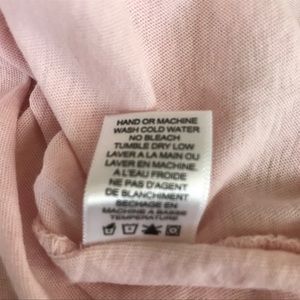 HAND OR MACHINE
WASH COLD WATER
NO BLEACH
TUMBLE DRY LOW
LAVER A LA MAIN OU
LAVER EN MACHINE
A L'EAU FROIDE
NE PAS D'AGENT
DE BLANCHIMENT
SECHAGE EN
MACHINE A BASSE
TEMPERATURE